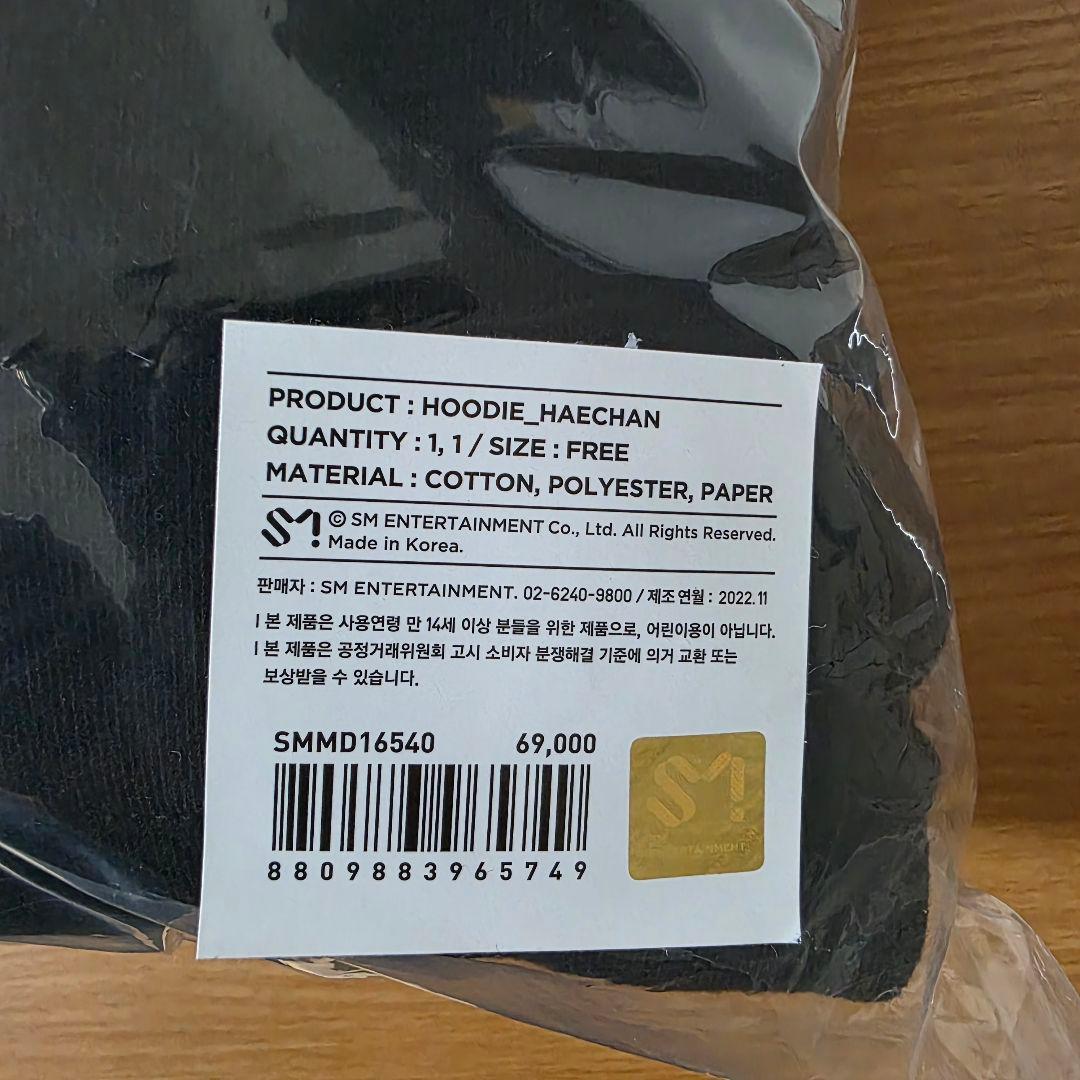 PRODUCT : HOODIE_HAECHAN
QUANTITY : 1, 1 / SIZE : FREE
MATERIAL : COTTON, POLYESTER, PAPER
SM
© SM ENTERTAINMENT Co., Ltd. All Rights Reserved.
Made in Korea.
판매자 : SM ENTERTAINMENT. 02-6240-9800 / 제조연월 : 2022.11
I 본 제품은 사용연령 만 14세 이상 분들을 위한 제품으로, 어린이용이 아닙니다.
I 본 제품은 공정거래위원회 고시 소비자 분쟁해결 기준에 의거 교환 또는
보상받을 수 있습니다.
SMMD16540 69,000
SM
8809883965749